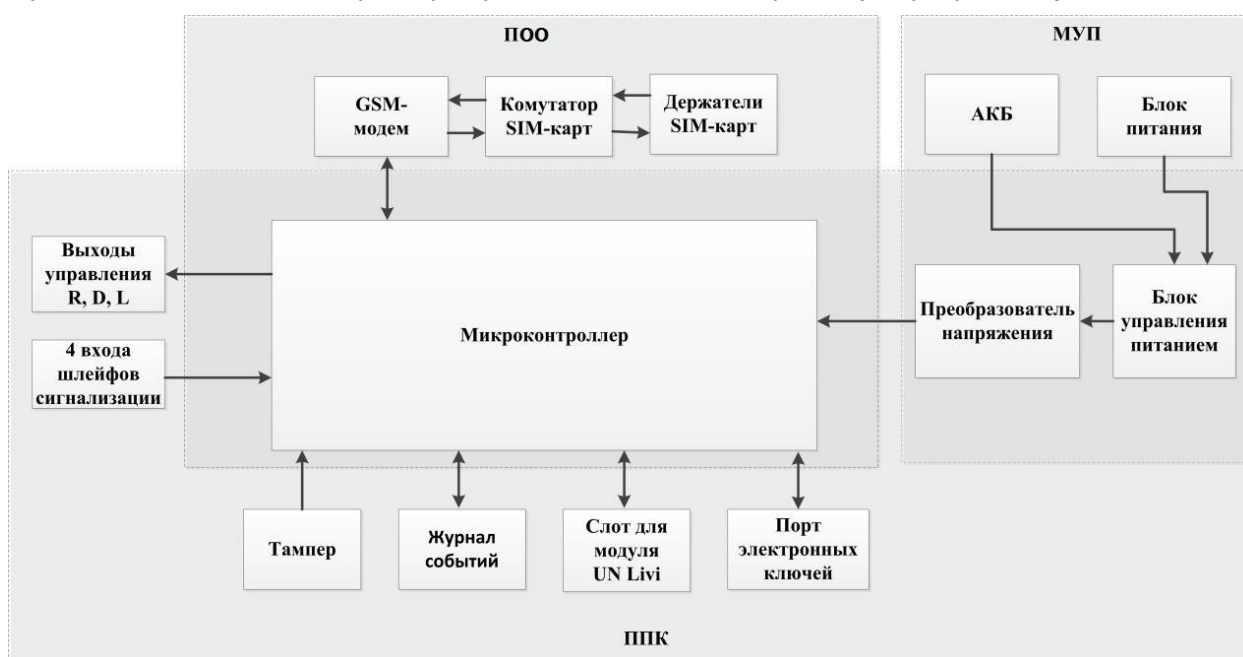 ПОО
МУП
GSM-
модем
Комутатор
SIM-карт
Держатели
SIM-карт
АКБ
Блок
питания
Выходы
управления
R, D, L
4 входа
шлейфов
сигнализации
Микроконтроллер
Преобразователь
напряжения
Блок
управления
питанием
Тампер
Журнал
событий
Слот для
модуля
UN Livi
Порт
электронных
ключей
ППК